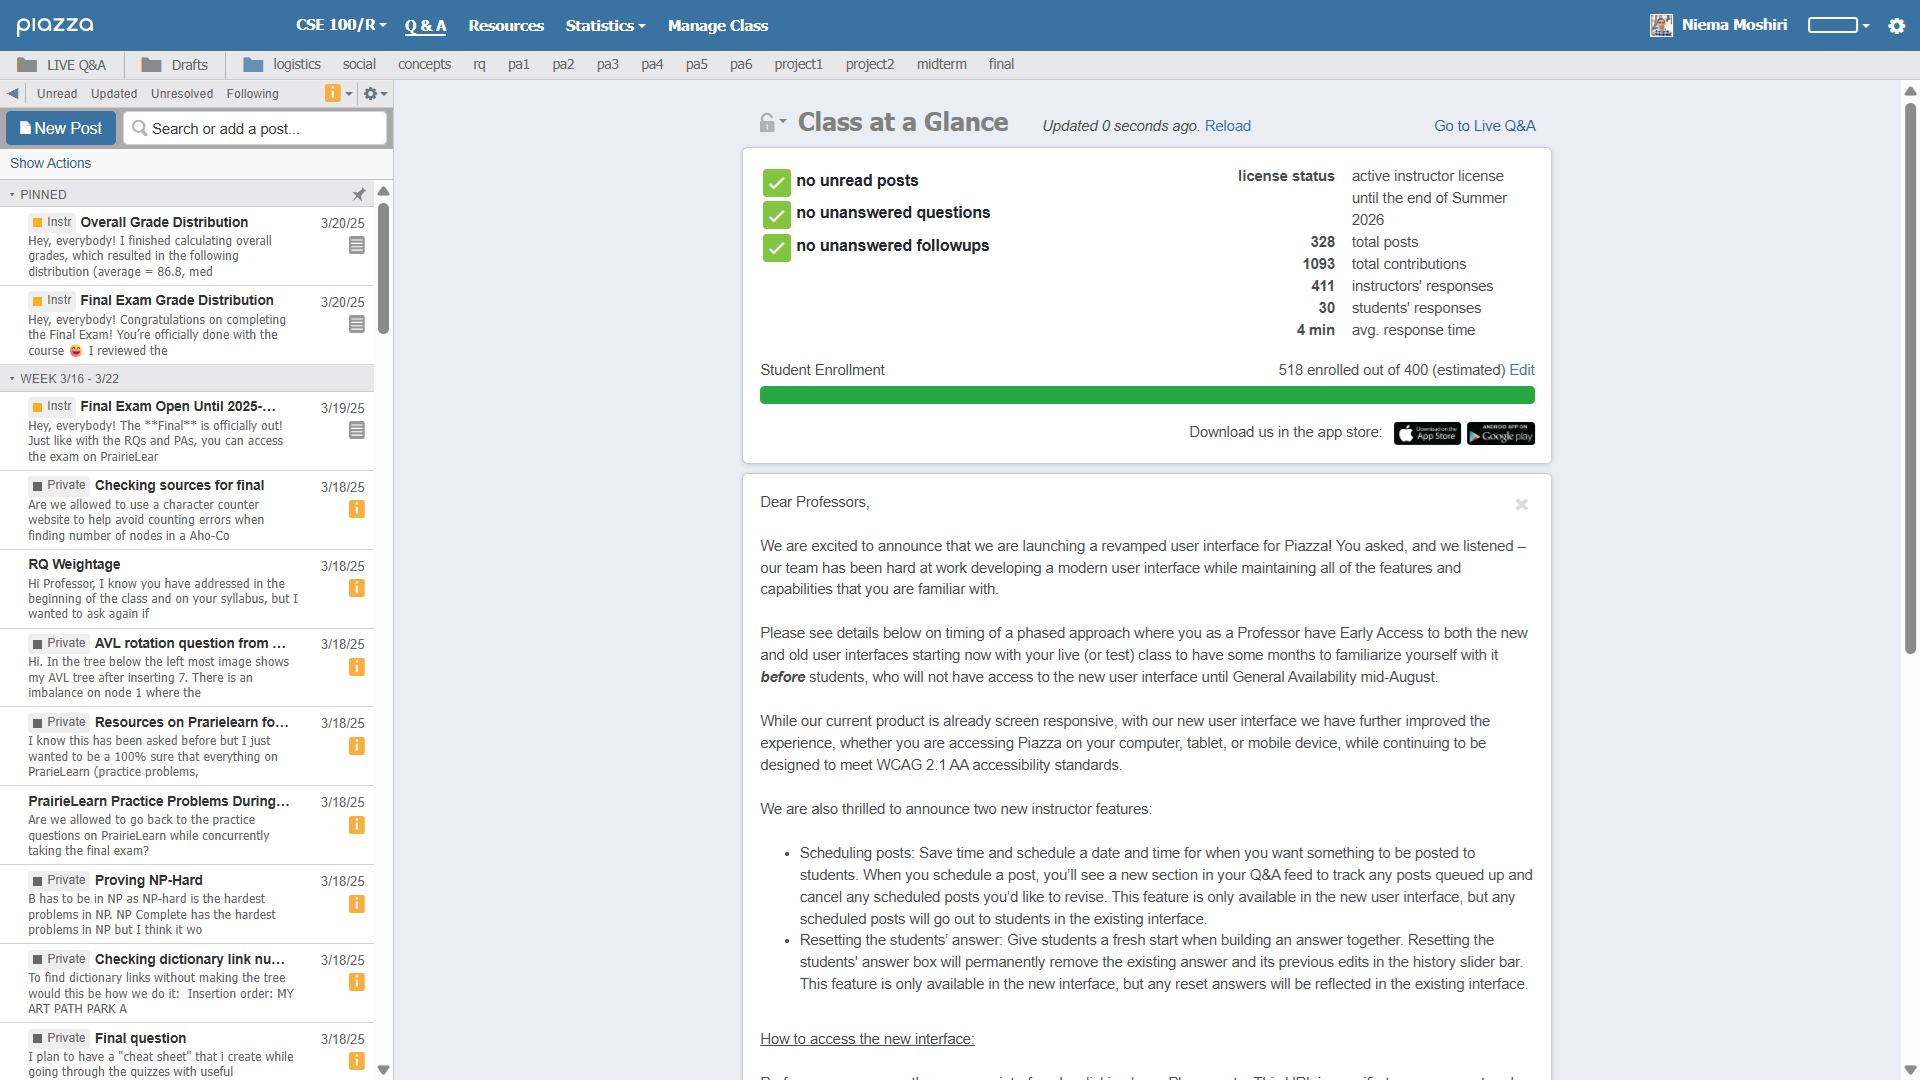 piazza
CSE 100/R
Q & A
Resources
Statistics
Manage Class
Niema Moshiri
LIVE Q&A
Drafts
logistics
social
concepts
rq
pa1
pa2
pa3
pa4
pa5
pa6
project1
project2
midterm
final
Unread
Updated
Unresolved
Following
New Post
Search or add a post...
Show Actions
PINNED
Instr Overall Grade Distribution 3/20/25
Hey, everybody! I finished calculating overall
grades, which resulted in the following
distribution (average = 86.8, med
Instr Final Exam Grade Distribution 3/20/25
Hey, everybody! Congratulations on completing
the Final Exam! You're officially done with the
course 😄 I reviewed the
WEEK 3/16 - 3/22
Instr Final Exam Open Until 2025-... 3/19/25
Hey, everybody! The **Final** is officially out!
Just like with the RQs and PAs, you can access
the exam on PrairieLear
Private Checking sources for final 3/18/25
Are we allowed to use a character counter
website to help avoid counting errors when
finding number of nodes in a Aho-Co
RQ Weightage 3/18/25
Hi Professor, I know you have addressed in the
beginning of the class and on your syllabus, but I
wanted to ask again if
Private AVL rotation question from ... 3/18/25
Hi. In the tree below the left most image shows
my AVL tree after inserting 7. There is an
imbalance on node 1 where the
Private Resources on Prarielearn fo... 3/18/25
I know this has been asked before but I just
wanted to be a 100% sure that everything on
PrarieLearn (practice problems,
PrairieLearn Practice Problems During... 3/18/25
Are we allowed to go back to the practice
questions on PrairieLearn while concurrently
taking the final exam?
Private Proving NP-Hard 3/18/25
B has to be in NP as NP-hard is the hardest
problems in NP. NP Complete has the hardest
problems in NP but I think it wo
Private Checking dictionary link nu... 3/18/25
To find dictionary links without making the tree
would this be how we do it: Insertion order: MY
ART PATH PARK A
Private Final question 3/18/25
I plan to have a "cheat sheet" that i create while
going through the quizzes with useful
Class at a Glance
Updated 0 seconds ago. Reload
Go to Live Q&A
no unread posts
no unanswered questions
no unanswered followups
license status active instructor license
until the end of Summer
2026
328 total posts
1093 total contributions
411 instructors' responses
30 students' responses
4 min avg. response time
Student Enrollment
518 enrolled out of 400 (estimated) Edit
Download us in the app store:
Download on the
App Store
ANDROID APP ON
Google play
Dear Professors,
We are excited to announce that we are launching a revamped user interface for Piazza! You asked, and we listened –
our team has been hard at work developing a modern user interface while maintaining all of the features and
capabilities that you are familiar with.
Please see details below on timing of a phased approach where you as a Professor have Early Access to both the new
and old user interfaces starting now with your live (or test) class to have some months to familiarize yourself with it
before students, who will not have access to the new user interface until General Availability mid-August.
While our current product is already screen responsive, with our new user interface we have further improved the
experience, whether you are accessing Piazza on your computer, tablet, or mobile device, while continuing to be
designed to meet WCAG 2.1 AA accessibility standards.
We are also thrilled to announce two new instructor features:
• Scheduling posts: Save time and schedule a date and time for when you want something to be posted to
students. When you schedule a post, you'll see a new section in your Q&A feed to track any posts queued up and
cancel any scheduled posts you'd like to revise. This feature is only available in the new user interface, but any
scheduled posts will go out to students in the existing interface.
• Resetting the students' answer: Give students a fresh start when building an answer together. Resetting the
students' answer box will permanently remove the existing answer and its previous edits in the history slider bar.
This feature is only available in the new interface, but any reset answers will be reflected in the existing interface.
How to access the new interface: